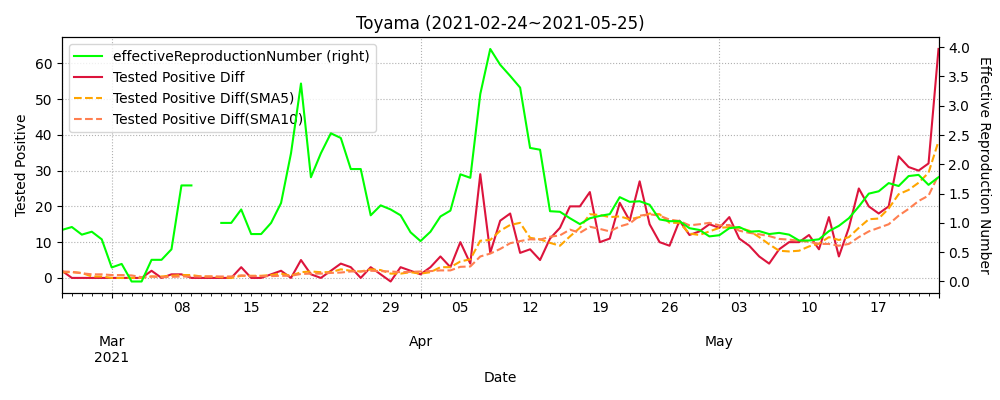 Toyama (2021-02-24~2021-05-25)
effectiveReproductionNumber (right)
Tested Positive Diff
Tested Positive Diff(SMA5)
Tested Positive Diff(SMA10)
Tested Positive
60
50
40
30
20
10
0
4.0
3.5
3.0
2.5
2.0
1.5
1.0
0.5
0.0
Effective Reproduction Number
08 15 22 29 05 12 19 26 03 10 17
Mar Apr May
2021
Date